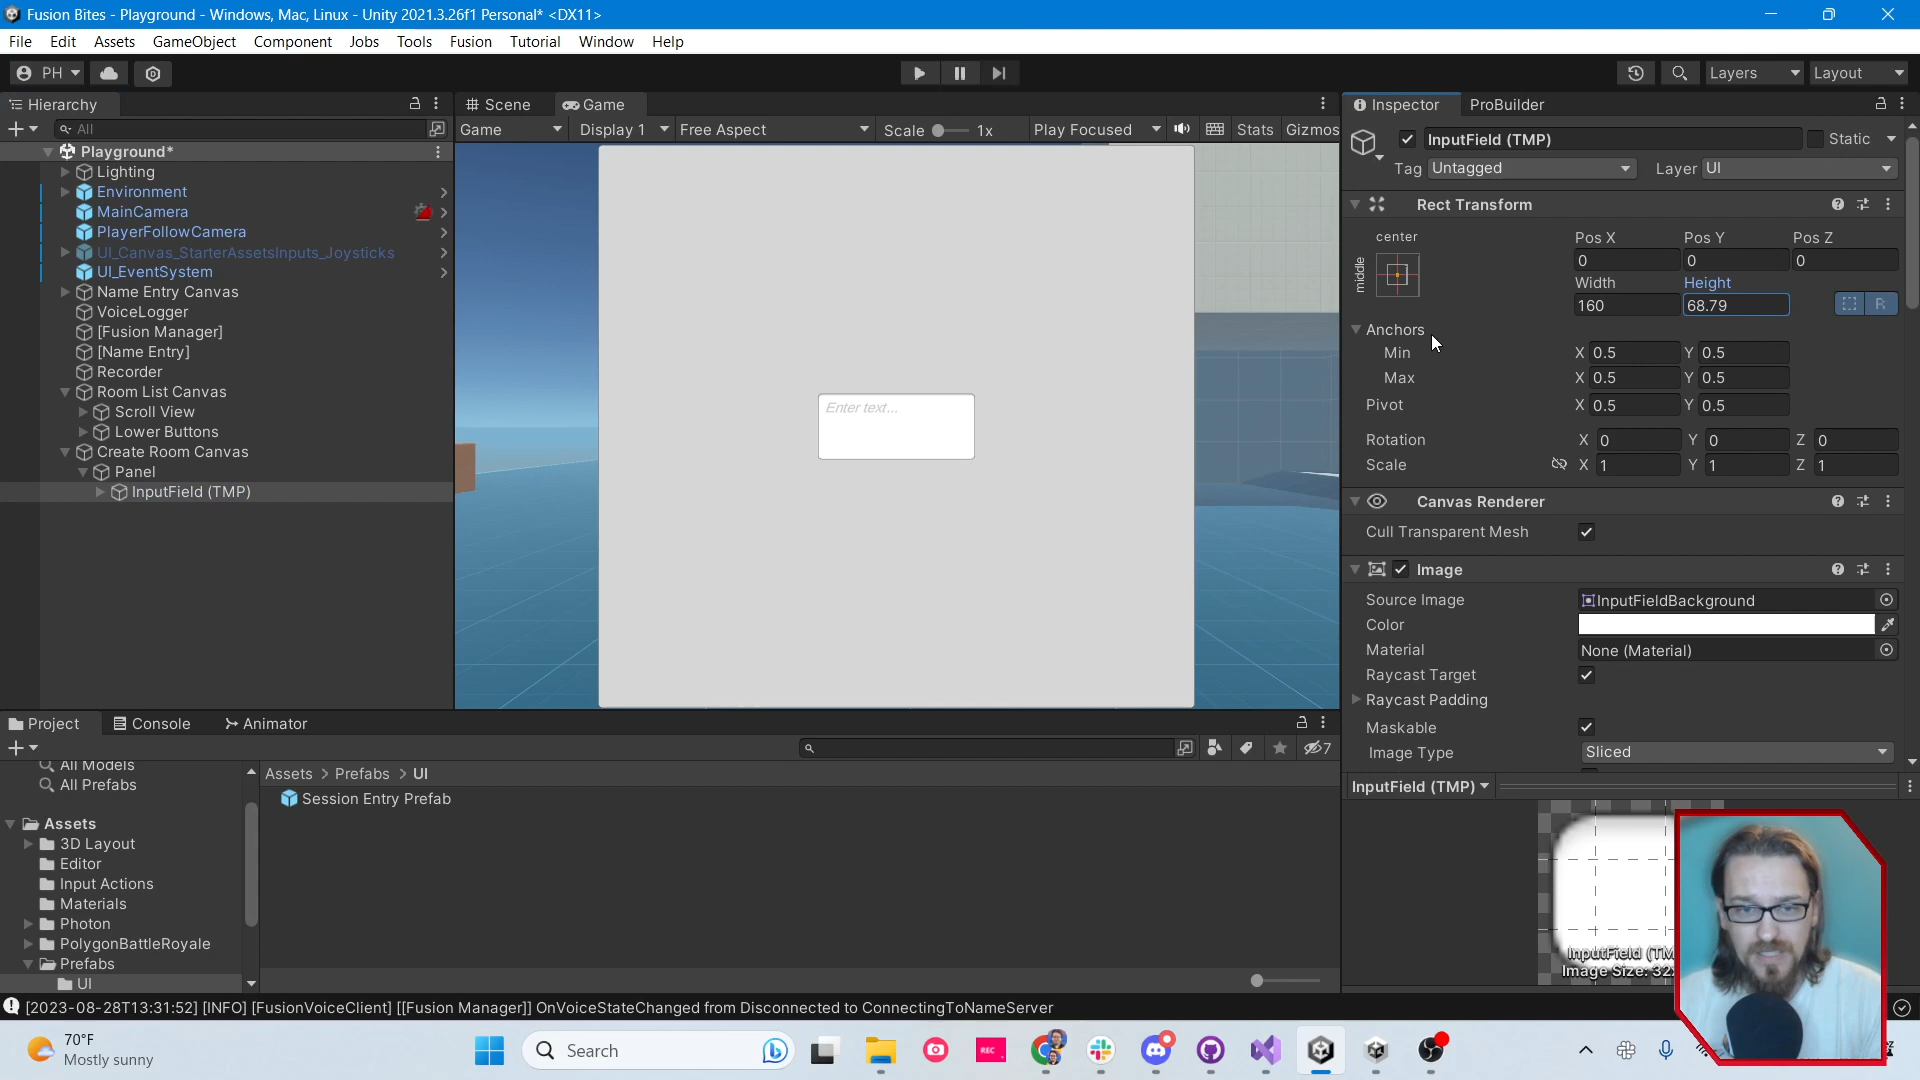 Fusion Bites - Playground - Windows, Mac, Linux - Unity 2021.3.26f1 Personal* <DX11>
File Edit Assets GameObject Component Jobs Tools Fusion Tutorial Window Help
PH Layers Layout
Hierarchy
All
Playground*
Lighting
Environment
MainCamera
PlayerFollowCamera
UI_Canvas_StarterAssetsInputs_Joysticks
UI_EventSystem
Name Entry Canvas
VoiceLogger
[Fusion Manager]
[Name Entry]
Recorder
Room List Canvas
Scroll View
Lower Buttons
Create Room Canvas
Panel
InputField (TMP)
Scene Game
Game Display 1 Free Aspect Scale 1x Play Focused Stats Gizmos
Enter text...
Inspector ProBuilder
InputField (TMP) Static
Tag Untagged Layer UI
Rect Transform
center
middle
Pos X Pos Y Pos Z
0 0 0
Width Height
160 68.79 R
Anchors
Min X 0.5 Y 0.5
Max X 0.5 Y 0.5
Pivot X 0.5 Y 0.5
Rotation X 0 Y 0 Z 0
Scale X 1 Y 1 Z 1
Canvas Renderer
Cull Transparent Mesh
Image
Source Image InputFieldBackground
Color
Material None (Material)
Raycast Target
Raycast Padding
Maskable
Image Type Sliced
InputField (TMP)
InputField (TM
Image Size: 32
Project Console Animator
7
All Models
All Prefabs
Assets
3D Layout
Editor
Input Actions
Materials
Photon
PolygonBattleRoyale
Prefabs
UI
Assets > Prefabs > UI
Session Entry Prefab
[2023-08-28T13:31:52] [INFO] [FusionVoiceClient] [[Fusion Manager]] OnVoiceStateChanged from Disconnected to ConnectingToNameServer
70°F
Mostly sunny
Search
REC